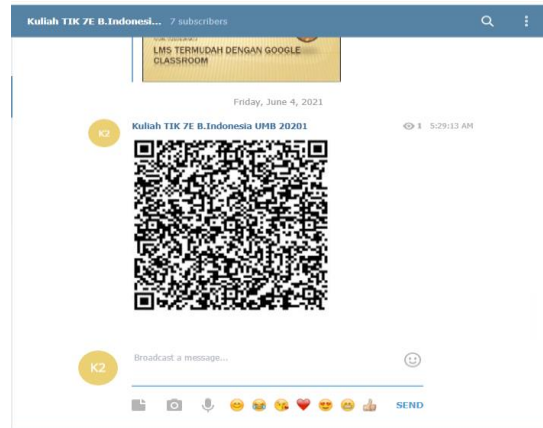 Kuliah TIK 7E B.Indonesi... 7 subscribers
LMS TERMUDAH DENGAN GOOGLE
CLASSROOM
Friday, June 4, 2021
K2
Kuliah TIK 7E B.Indonesia UMB 20201
1 5:29:13 AM
K2
Broadcast a message...
SEND